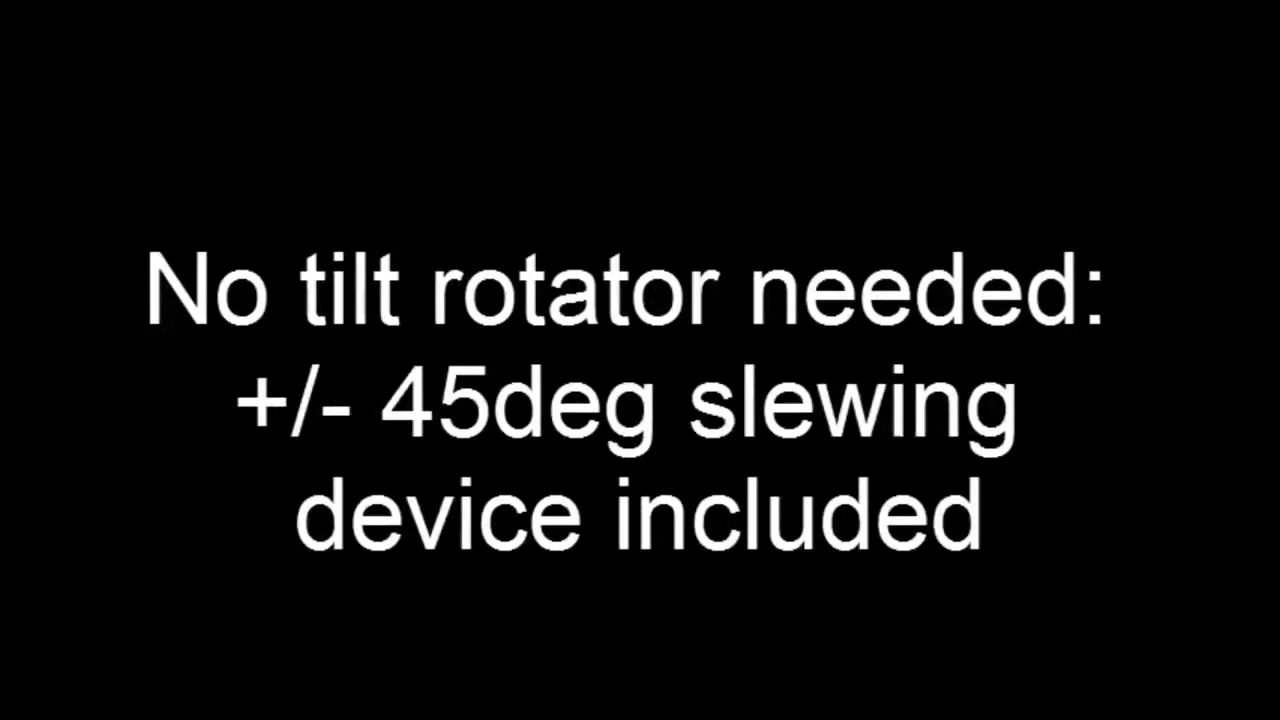 No tilt rotator needed:
+/- 45deg slewing
device included